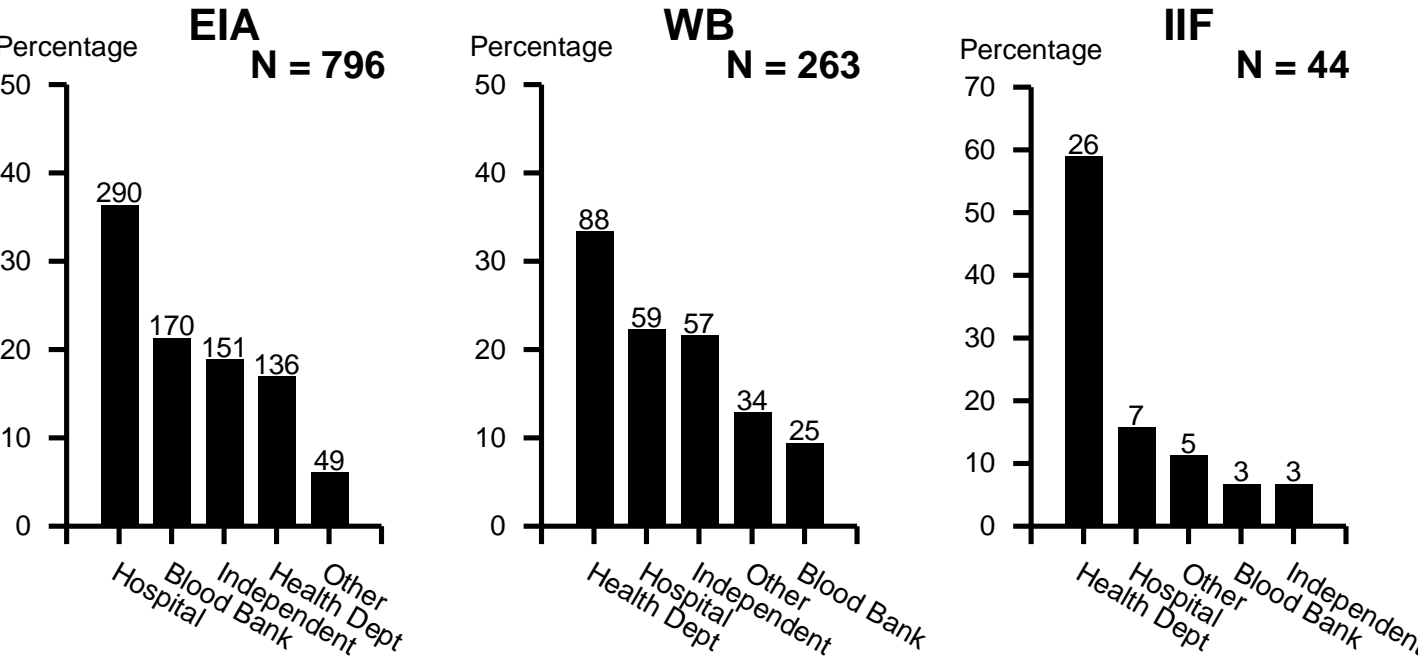 EIA
Percentage
N = 796
50
40
30
20
10
0
290
170
151
136
49
Hospital
Blood Bank
Independent
Health Dept
Other
WB
Percentage
N = 263
50
40
30
20
10
0
88
59
57
34
25
Health Dept
Hospital
Independent
Other
Blood Bank
IIF
Percentage
N = 44
70
60
50
40
30
20
10
0
26
7
5
3
3
Health Dept
Hospital
Other
Blood Bank
Independent